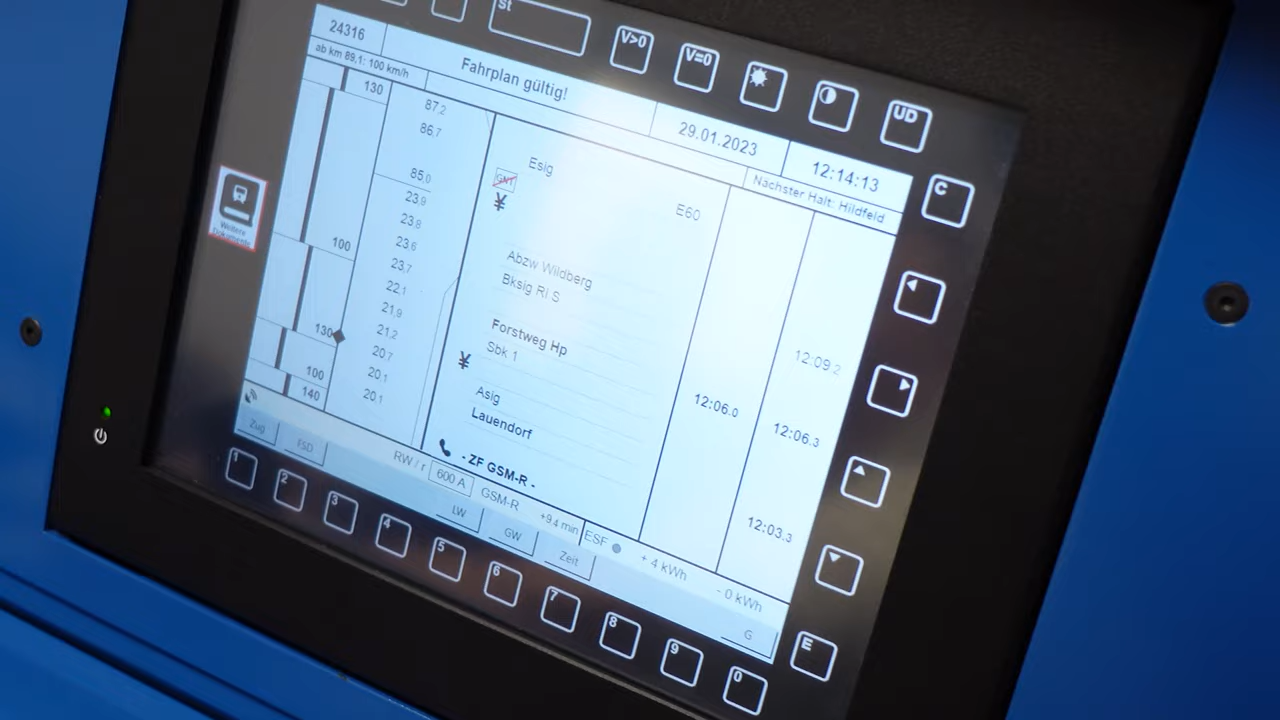 St
V>0
V=0
UD
24316
Fahrplan gültig!
29.01.2023
12:14:13
ab km 89,1: 100 km/h
Nächster Halt: Hildfeld
C
130
87,2
86,7
Esig
85,0
GNT
23,9
¥
E60
23,8
100
23,6
23,7
Abzw Wildberg
22,1
Bksig Rl S
21,9
12:09.2
130
21,2
Forstweg Hp
12:06.0
12:06.3
20,7
Sbk 1
100
20,1
¥
Asig
140
20,1
Lauendorf
12:03.3
- ZF GSM-R -
Weitere
Dokumente
RW / r
600 A
GSM-R
+9.4 min
ESF
+ 4 kWh
- 0 kWh
Zug
FSD
LW
GW
Zeit
G
E
1
2
3
4
5
6
7
8
9
0